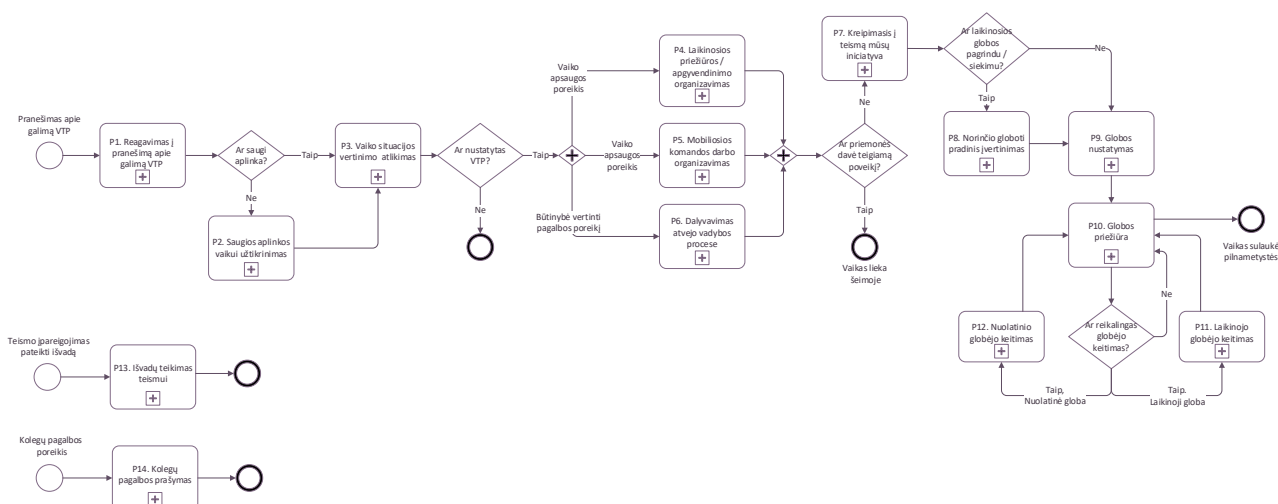 Pranešimas apie
galimą VTP
P1. Reagavimas į
pranešimą apie
galimą VTP
Ar saugi
aplinka?
Taip
Ne
P2. Saugios aplinkos
vaikui užtikrinimas
P3. Vaiko situacijos
vertinimo atlikimas
Ar nustatytas
VTP?
Taip
Ne
Vaiko
apsaugos
poreikis
Vaiko
apsaugos
poreikis
Būtinybė vertinti
pagalbos poreikį
P4. Laikinosios
priežiūros /
apgyvendinimo
organizavimas
P5. Mobiliosios
komandos darbo
organizavimas
P6. Dalyvavimas
atvejo vadybos
procese
Ar priemonės
davė teigiamą
poveikį?
Ne
Taip
Vaikas lieka
šeimoje
P7. Kreipimasis į
teismą mūsų
iniciatyva
Ar laikinosios
globos
pagrindu /
siekimu?
Ne
Taip
P8. Norinčio globoti
pradinis įvertinimas
P9. Globos
nustatymas
P10. Globos
priežiūra
Vaikas sulaukė
pilnametystės
Ne
Ar reikalingas
globėjo
keitimas?
P12. Nuolatinio
globėjo keitimas
P11. Laikinojo
globėjo keitimas
Taip,
Nuolatinė globa
Taip.
Laikinoji globa
Teismo įpareigojimas
pateikti išvadą
P13. Išvadų teikimas
teismui
Kolegų pagalbos
poreikis
P14. Kolegų
pagalbos prašymas